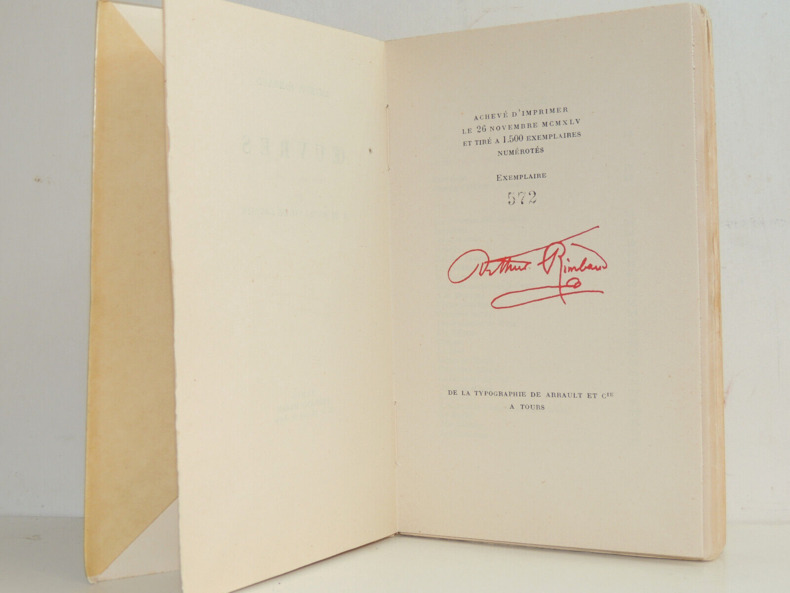 ACHEVÉ D'IMPRIMER
LE 26 NOVEMBRE MCMXLV
ET TIRÉ A 1.500 EXEMPLAIRES
NUMÉROTÉS
EXEMPLAIRE
572
Arthur Rimbaud
DE LA TYPOGRAPHIE DE ARRAULT ET Cie
A TOURS
ŒUVRES